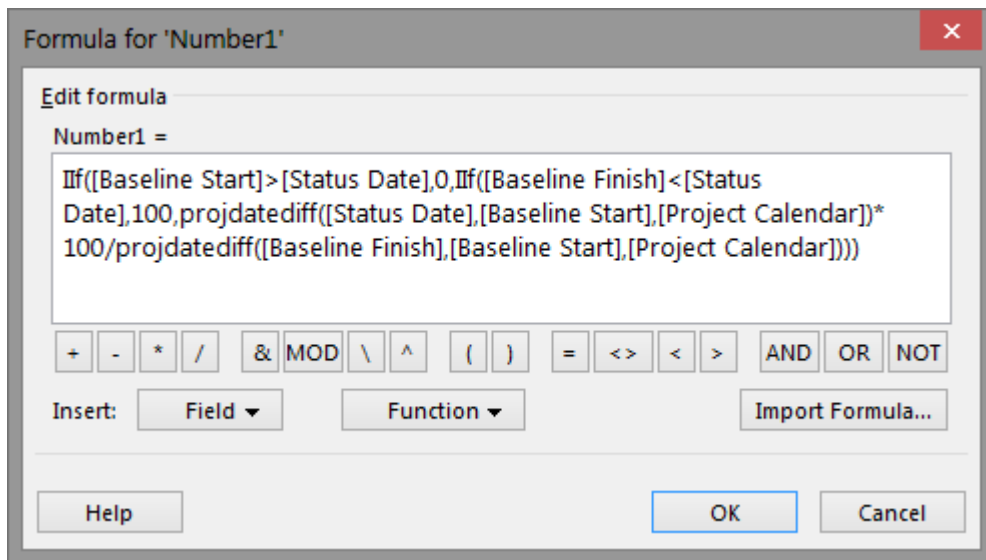 Formula for 'Number1'
×
Edit formula
Number1 =
IIf([Baseline Start]>[Status Date],0,IIf([Baseline Finish]<[Status
Date],100,projdatediff([Status Date],[Baseline Start],[Project Calendar])*
100/projdatediff([Baseline Finish],[Baseline Start],[Project Calendar])))
+ - * / & MOD \ ^ ( ) = <> < > AND OR NOT
Insert: Field Function Import Formula...
Help OK Cancel